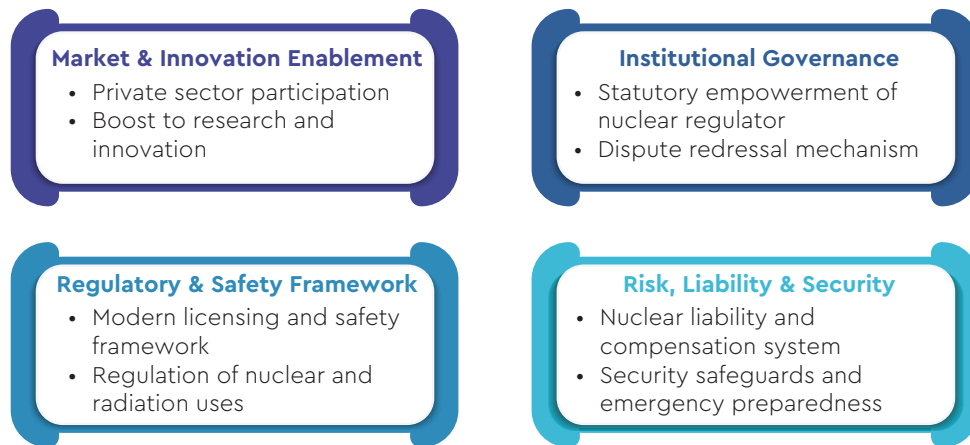 Market & Innovation Enablement
• Private sector participation
• Boost to research and
innovation
Institutional Governance
• Statutory empowerment of
nuclear regulator
• Dispute redressal mechanism
Regulatory & Safety Framework
• Modern licensing and safety
framework
• Regulation of nuclear and
radiation uses
Risk, Liability & Security
• Nuclear liability and
compensation system
• Security safeguards and
emergency preparedness